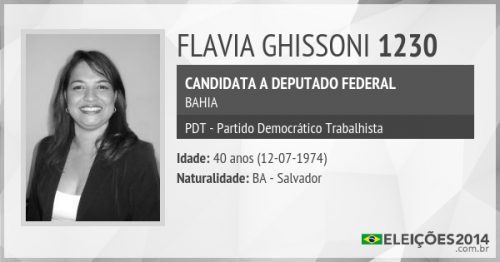 FLAVIA GHISSONI 1230
CANDIDATA A DEPUTADO FEDERAL
BAHIA
PDT - Partido Democrático Trabalhista
Idade: 40 anos (12-07-1974)
Naturalidade: BA - Salvador
ELEIÇÕES2014
.com.br